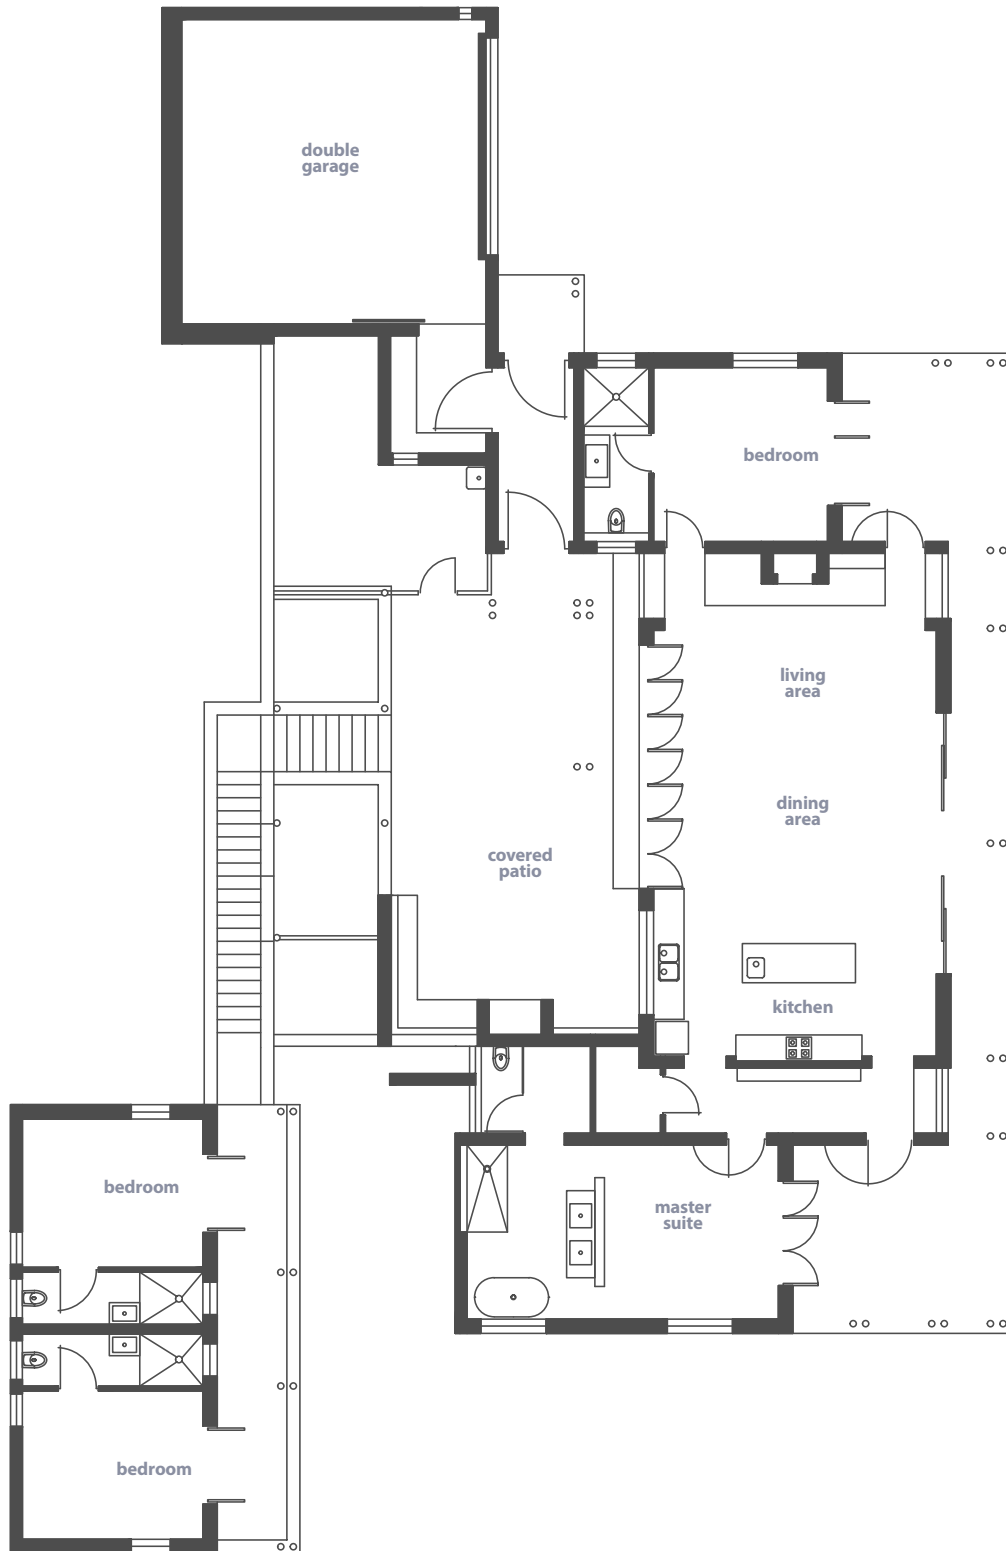 double
garage
bedroom
living
area
dining
area
covered
patio
kitchen
bedroom
master
suite
bedroom